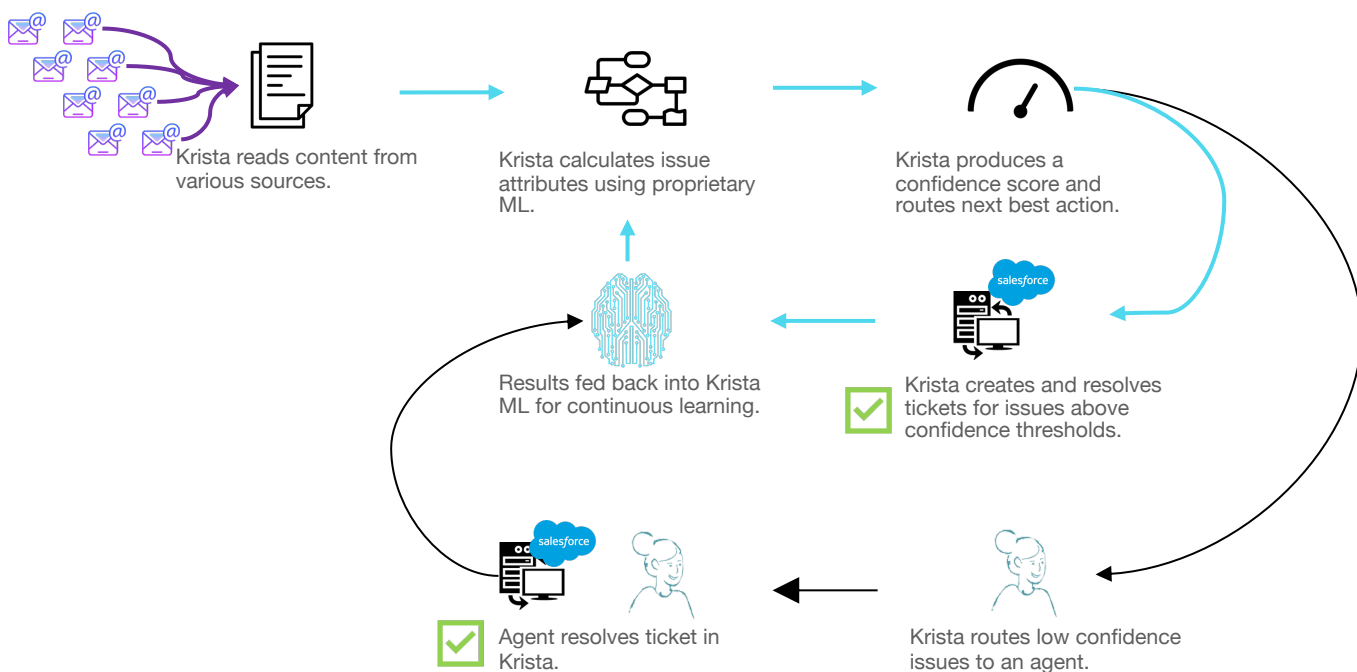 Krista reads content from
various sources.
Krista calculates issue
attributes using proprietary
ML.
Krista produces a
confidence score and
routes next best action.
salesforce
Results fed back into Krista
ML for continuous learning.
Krista creates and resolves
tickets for issues above
confidence thresholds.
salesforce
Agent resolves ticket in
Krista.
Krista routes low confidence
issues to an agent.